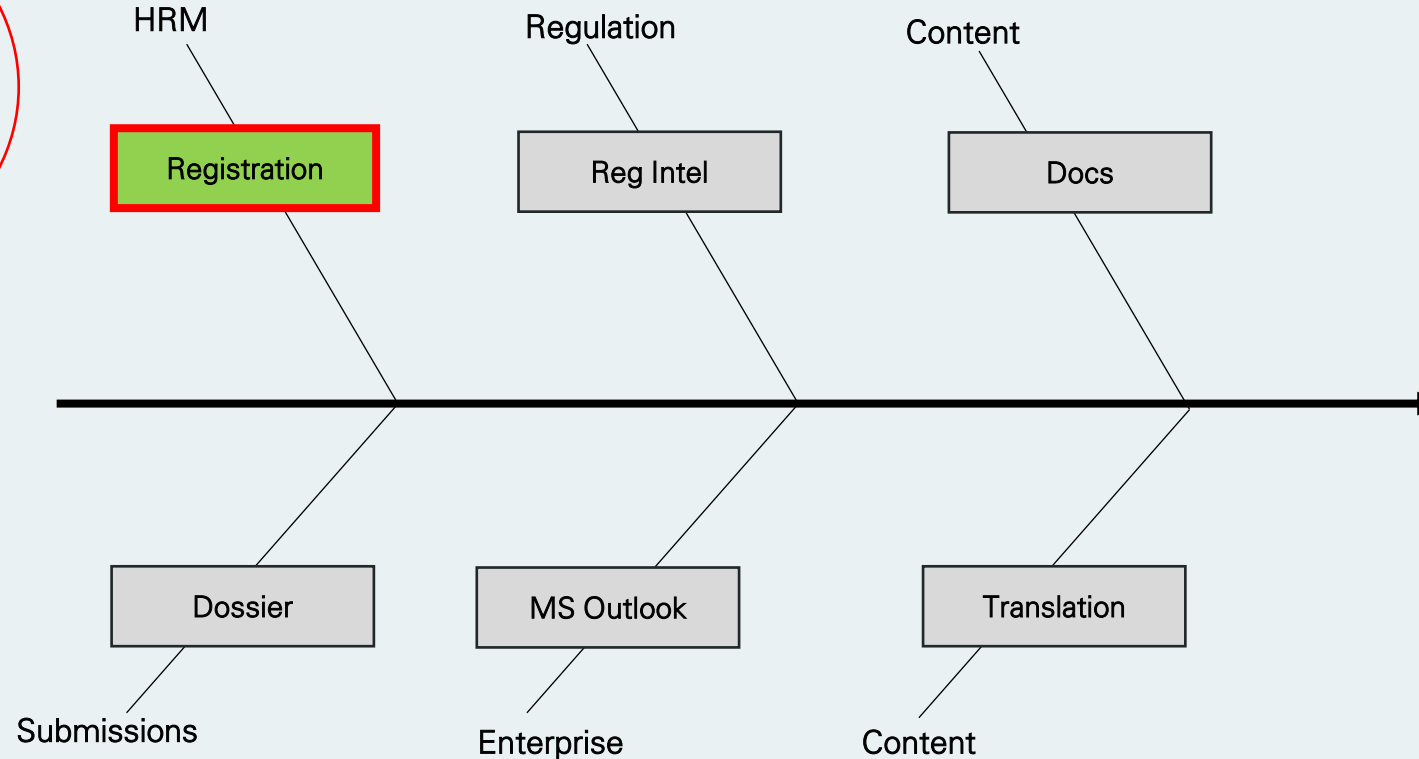 HRM
Regulation
Content
Registration
Reg Intel
Docs
Dossier
MS Outlook
Translation
Submissions
Enterprise
Content